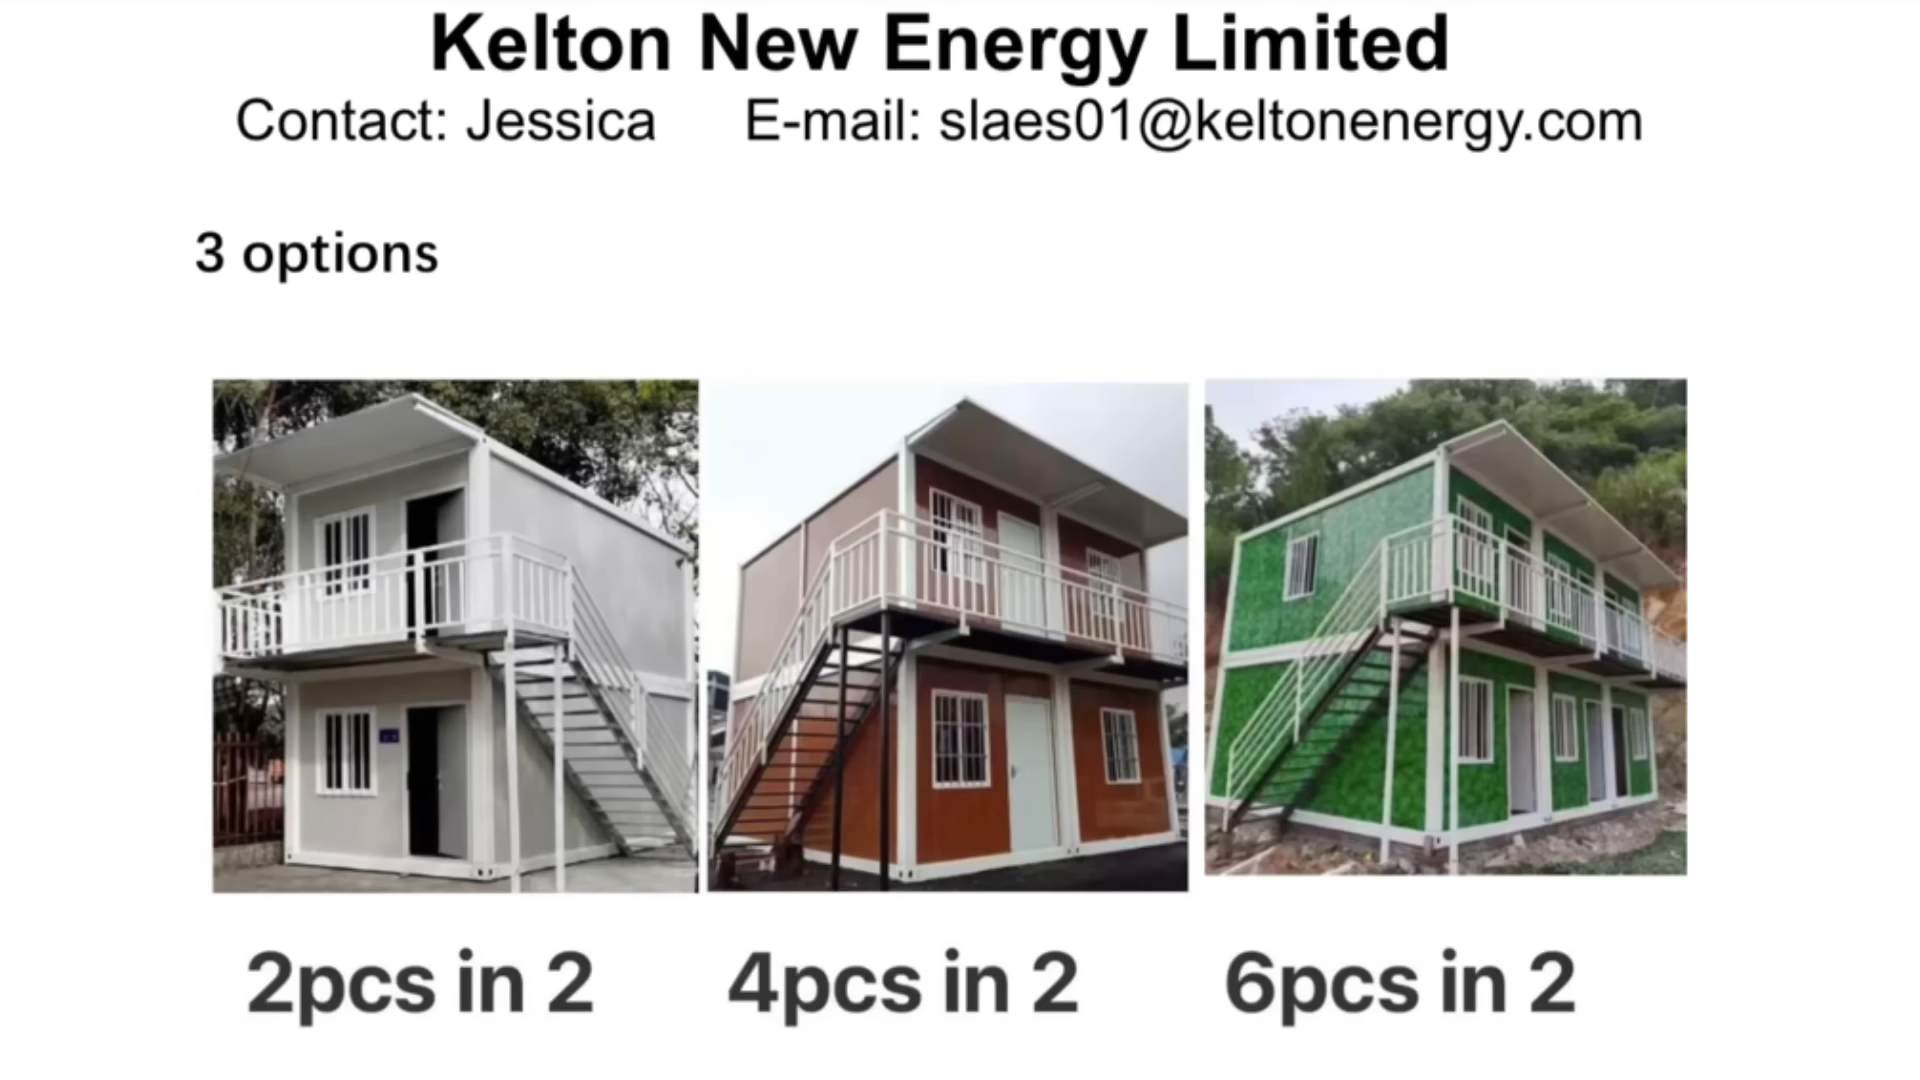 Kelton New Energy Limited
Contact: Jessica E-mail: slaes01@keltonenergy.com
3 options
2pcs in 2 4pcs in 2 6pcs in 2